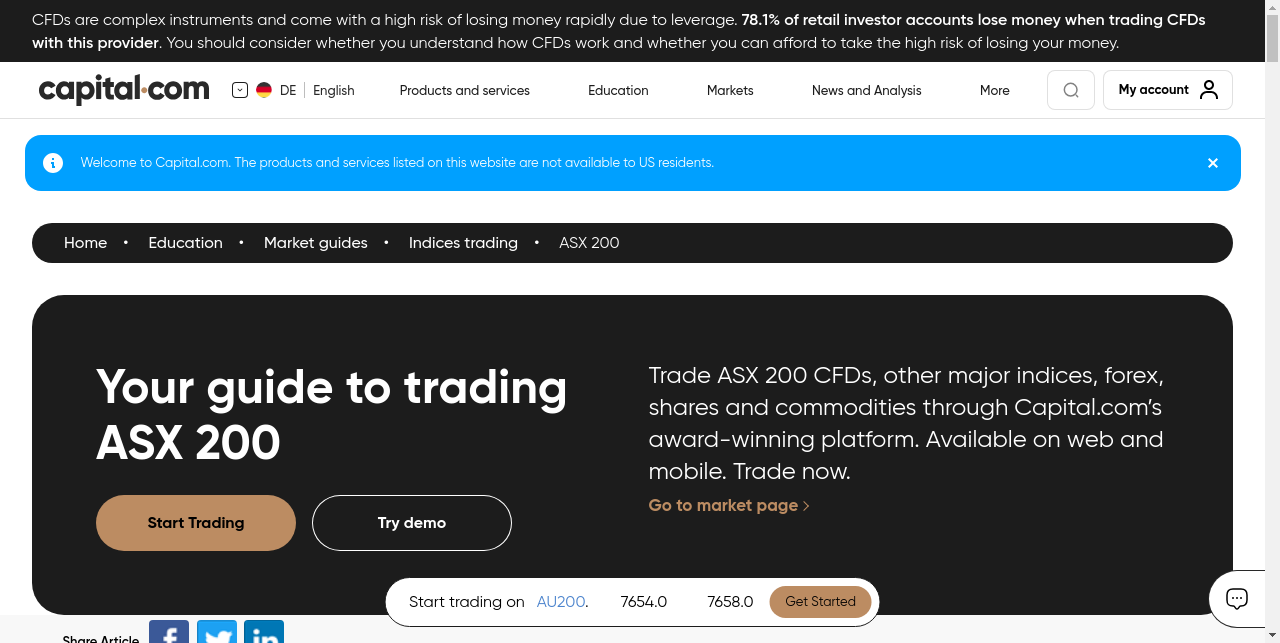 CFDs are complex instruments and come with a high risk of losing money rapidly due to leverage. 78.1% of retail investor accounts lose money when trading CFDs
with this provider. You should consider whether you understand how CFDs work and whether you can afford to take the high risk of losing your money.
capital.com DE English Products and services Education Markets News and Analysis More My account
Welcome to Capital.com. The products and services listed on this website are not available to US residents.
Home • Education • Market guides • Indices trading • ASX 200
Your guide to trading
ASX 200
Start Trading Try demo
Trade ASX 200 CFDs, other major indices, forex,
shares and commodities through Capital.com’s
award-winning platform. Available on web and
mobile. Trade now.
Go to market page
Start trading on AU200. 7654.0 7658.0 Get Started
Share Article